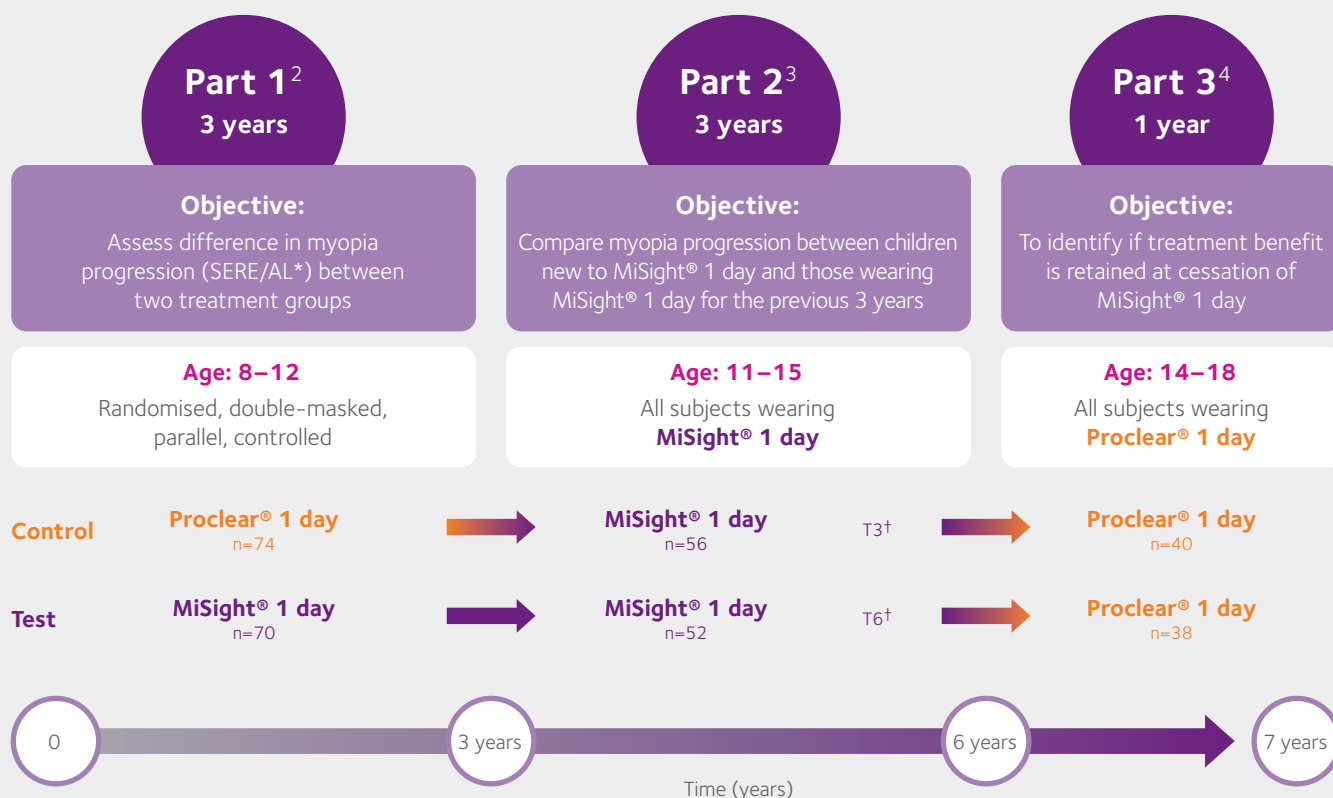 Part 1²
3 years
Objective:
Assess difference in myopia
progression (SERE/AL*) between
two treatment groups
Age: 8–12
Randomised, double-masked,
parallel, controlled
Part 2³
3 years
Objective:
Compare myopia progression between children
new to MiSight® 1 day and those wearing
MiSight® 1 day for the previous 3 years
Age: 11–15
All subjects wearing
MiSight® 1 day
Part 3⁴
1 year
Objective:
To identify if treatment benefit
is retained at cessation of
MiSight® 1 day
Age: 14–18
All subjects wearing
Proclear® 1 day
Control
Proclear® 1 day
n=74
MiSight® 1 day
n=56
T3†
Proclear® 1 day
n=40
Test
MiSight® 1 day
n=70
MiSight® 1 day
n=52
T6†
Proclear® 1 day
n=38
0
3 years
6 years
7 years
Time (years)